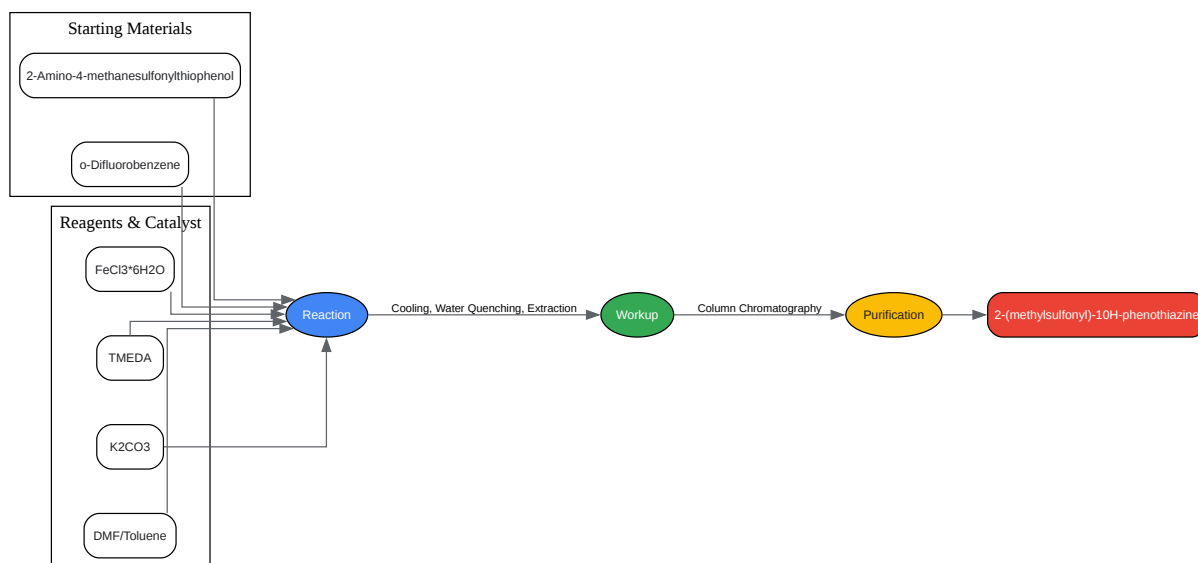 Starting Materials
2-Amino-4-methanesulfonylthiophenol
o-Difluorobenzene
Reagents & Catalyst
FeCl3*6H2O
TMEDA
K2CO3
DMF/Toluene
Reaction
Cooling, Water Quenching, Extraction
Workup
Column Chromatography
Purification
2-(methylsulfonyl)-10H-phenothiazine